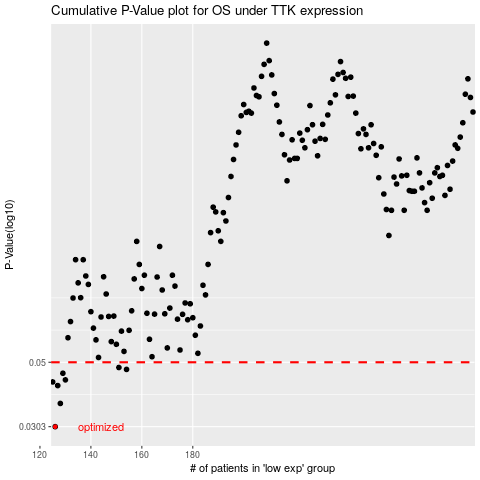 Cumulative P-Value plot for OS under TTK expression
P-Value(log10)
0.05
0.0303
optimized
120 140 160 180
# of patients in 'low exp' group